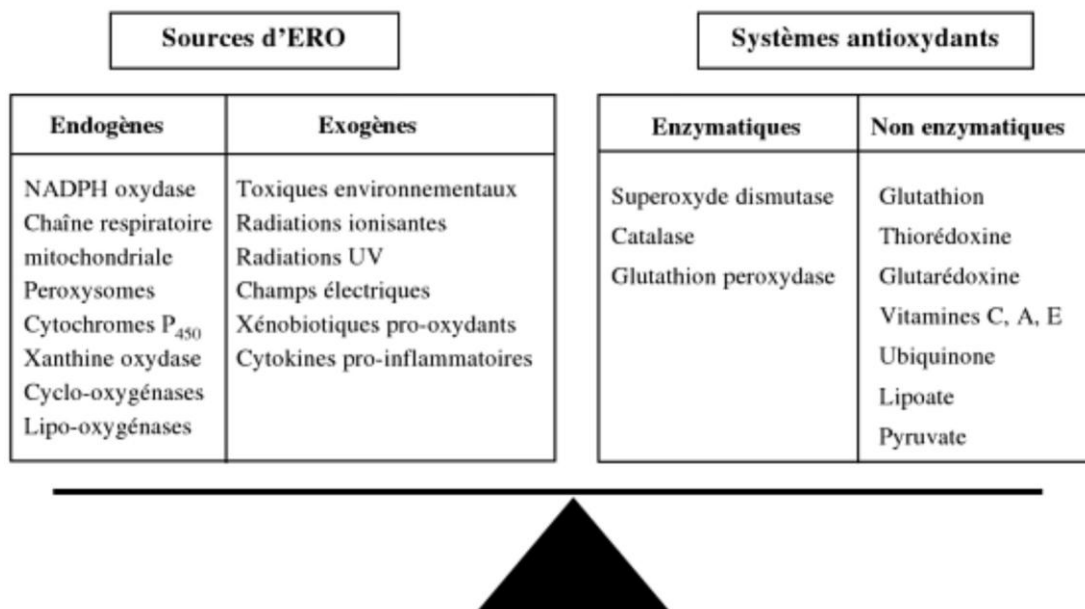 Sources d'ERO
Systèmes antioxydants
Endogènes
Exogènes
NADPH oxydase
Chaîne respiratoire
mitochondriale
Peroxysomes
Cytochromes P450
Xanthine oxydase
Cyclo-oxygénases
Lipo-oxygénases
Toxiques environnementaux
Radiations ionisantes
Radiations UV
Champs électriques
Xénobiotiques pro-oxydants
Cytokines pro-inflammatoires
Enzymatiques
Non enzymatiques
Superoxyde dismutase
Catalase
Glutathion peroxydase
Glutathion
Thiorédoxine
Glutarédoxine
Vitamines C, A, E
Ubiquinone
Lipoate
Pyruvate